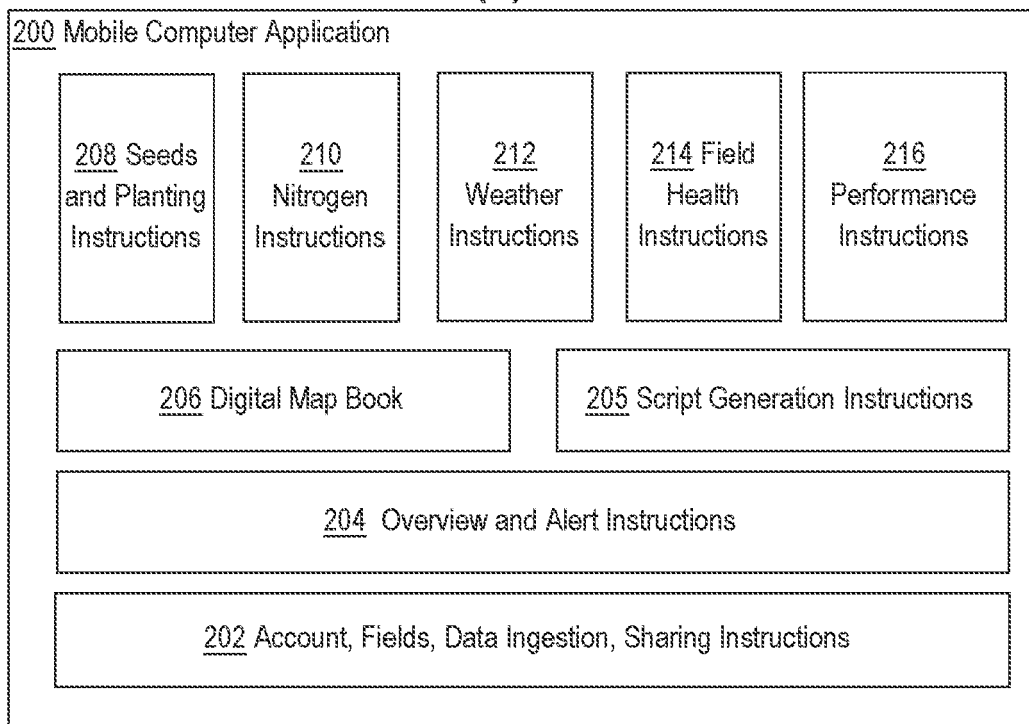 200 Mobile Computer Application
208 Seeds
and Planting
Instructions
210
Nitrogen
Instructions
212
Weather
Instructions
214 Field
Health
Instructions
216
Performance
Instructions
206 Digital Map Book
205 Script Generation Instructions
204 Overview and Alert Instructions
202 Account, Fields, Data Ingestion, Sharing Instructions